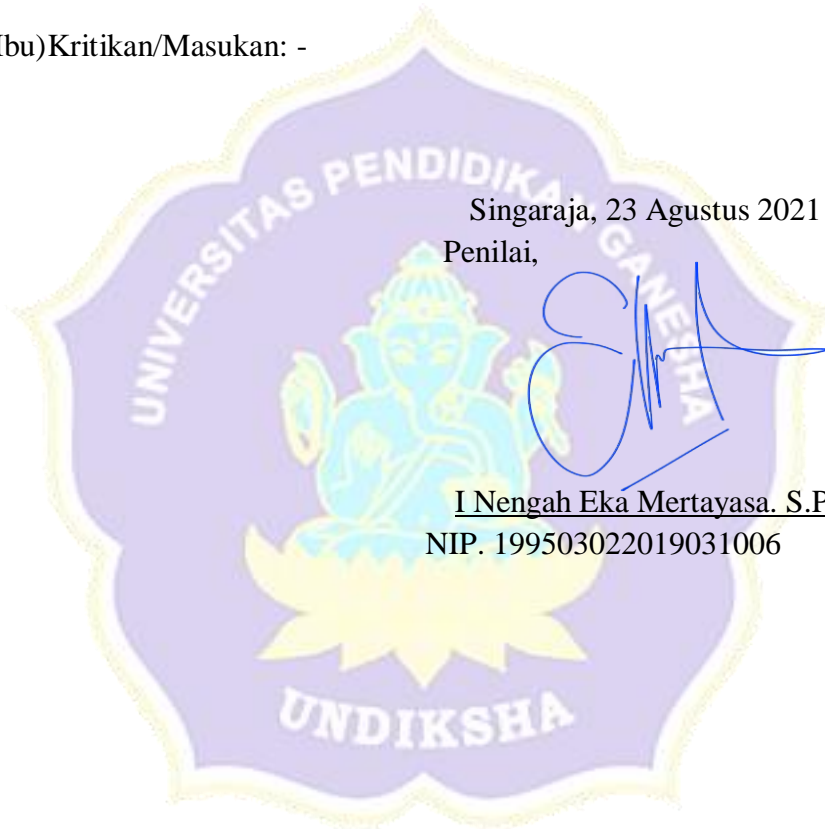 Ibu)Kritikan/Masukan: -
UNIVERSITAS PENDIDIKAN GANESHA
Singaraja, 23 Agustus 2021
Penilai,
I Nengah Eka Mertayasa. S.P
NIP. 199503022019031006
UNDIKSHA